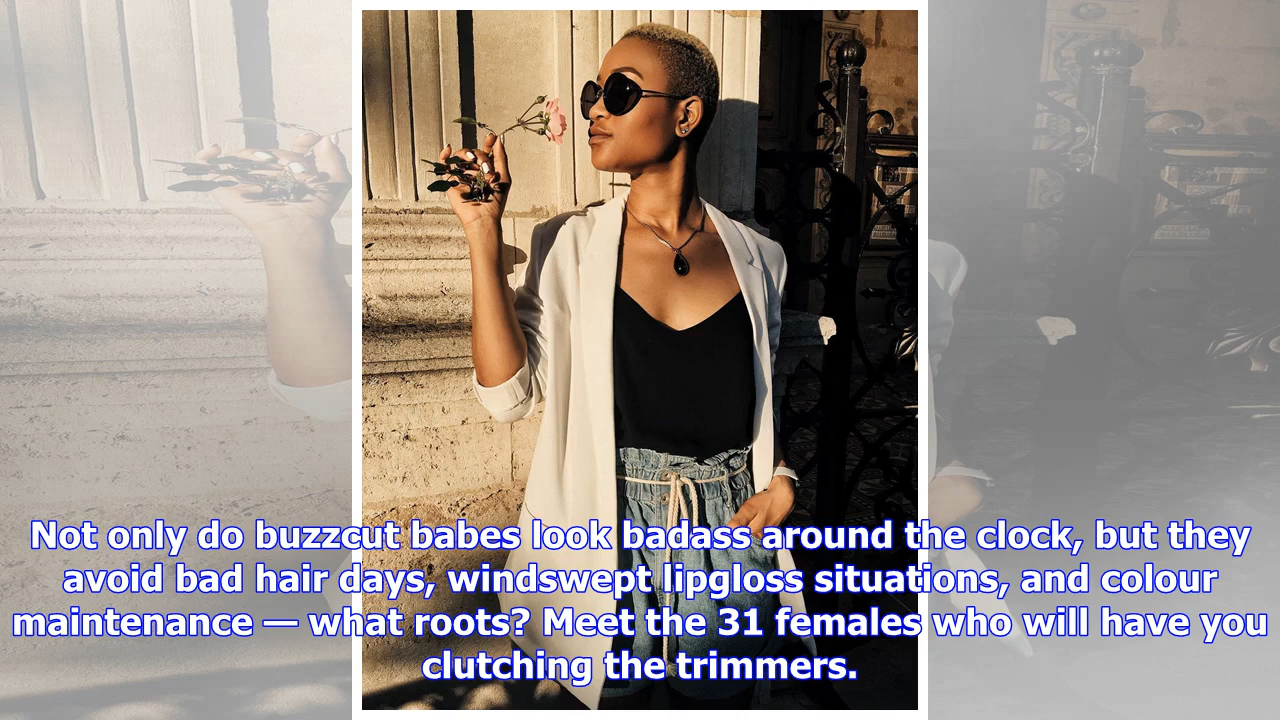 Not only do buzzcut babes look badass around the clock, but they
avoid bad hair days, windswept lipgloss situations, and colour
maintenance — what roots? Meet the 31 females who will have you
clutching the trimmers.